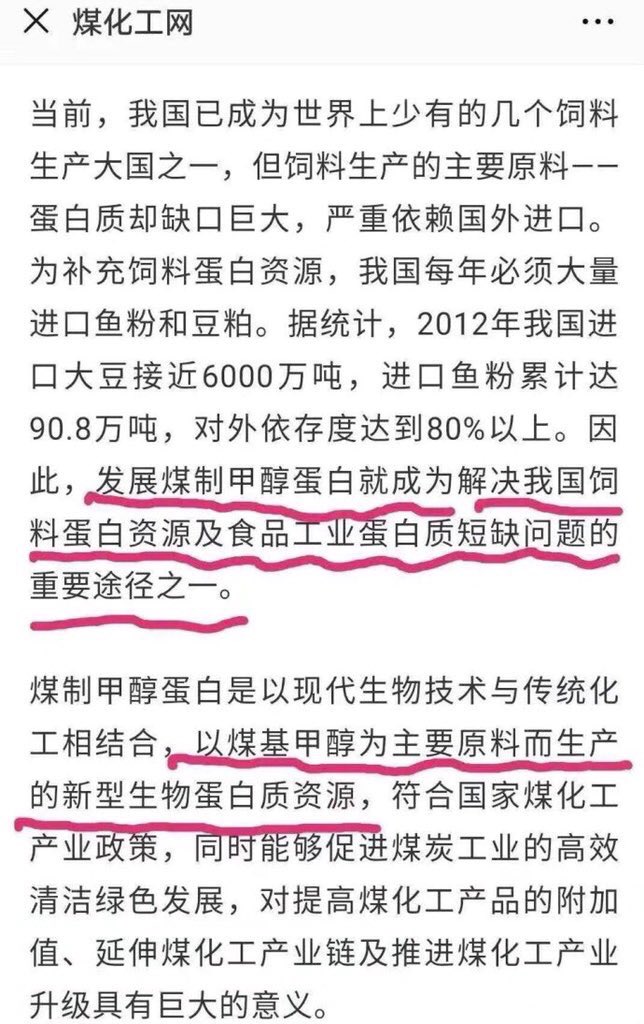 煤化工网
当前，我国已成为世界上少有的几个饲料
生产大国之一，但饲料生产的主要原料——
蛋白质却缺口巨大，严重依赖国外进口。
为补充饲料蛋白资源，我国每年必须大量
进口鱼粉和豆粕。据统计，2012年我国进
口大豆接近6000万吨，进口鱼粉累计达
90.8万吨，对外依存度达到80%以上。因
此，发展煤制甲醇蛋白就成为解决我国饲
料蛋白资源及食品工业蛋白质短缺问题的
重要途径之一。
煤制甲醇蛋白是以现代生物技术与传统化
工相结合，以煤基甲醇为主要原料而生产
的新型生物蛋白质资源，符合国家煤化工
产业政策，同时能够促进煤炭工业的高效
清洁绿色发展，对提高煤化工产品的附加
值、延伸煤化工产业链及推进煤化工产业
升级具有巨大的意义。